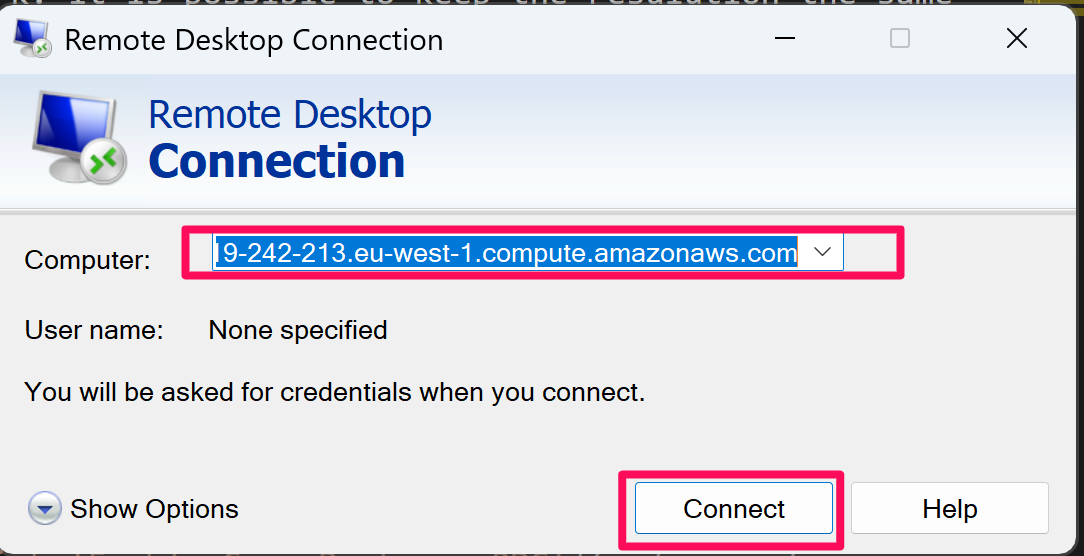 k. It is possible to keep the resolution the same
Remote Desktop Connection
Remote Desktop
Connection
Computer: 19-242-213.eu-west-1.compute.amazonaws.com
User name: None specified
You will be asked for credentials when you connect.
Show Options
Connect
Help